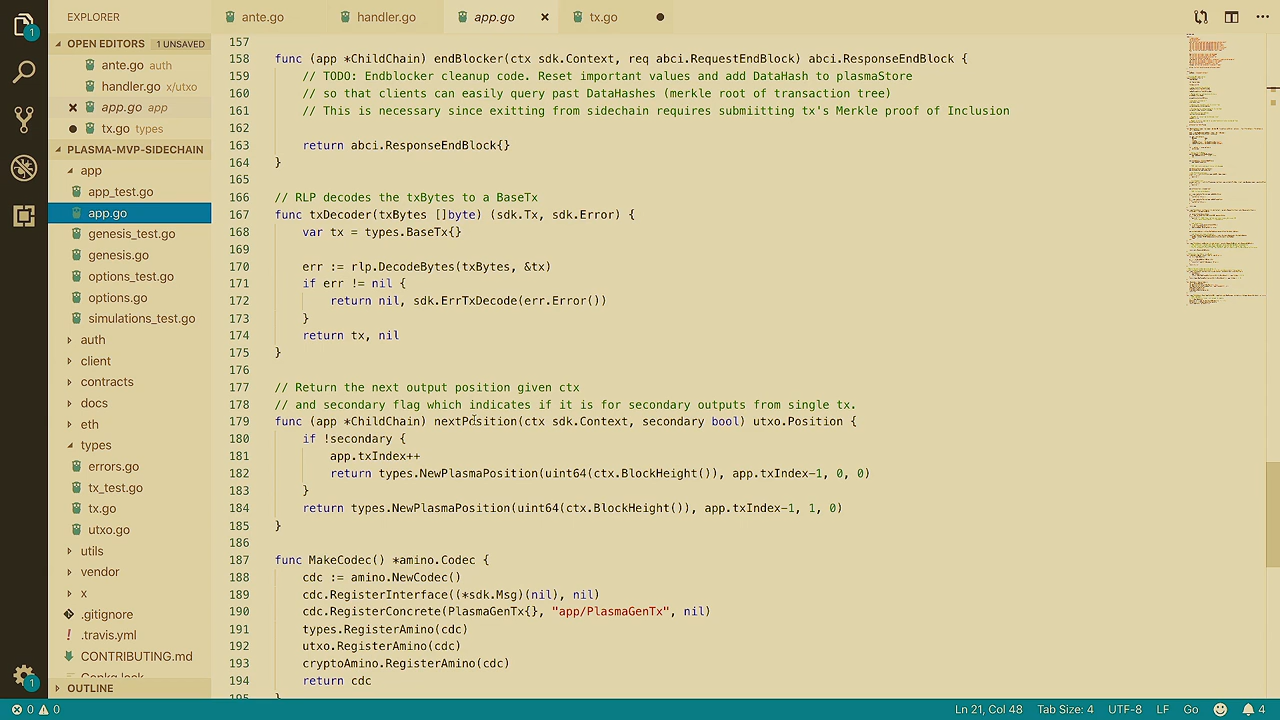 EXPLORER
OPEN EDITORS 1 UNSAVED
ante.go auth
handler.go x/utxo
app.go app
tx.go types
PLASMA-MVP-SIDECHAIN
app
app_test.go
app.go
genesis_test.go
genesis.go
options_test.go
options.go
simulations_test.go
auth
client
contracts
docs
eth
types
errors.go
tx_test.go
tx.go
utxo.go
utils
vendor
x
.gitignore
.travis.yml
CONTRIBUTING.md
OUTLINE
ante.go handler.go app.go tx.go
157
158 func (app *ChildChain) endBlocker(ctx sdk.Context, req abci.RequestEndBlock) abci.ResponseEndBlock {
159 // TODO: Endblocker cleanup code. Reset important values and add DataHash to plasmaStore
160 // so that clients can easily query past DataHashes (merkle root of transaction tree)
161 // This is necessary since exiting from sidechain requires submitting tx's Merkle proof of Inclusion
162
163 return abci.ResponseEndBlock{}
164 }
165
166 // RLP decodes the txBytes to a BaseTx
167 func txDecoder(txBytes []byte) (sdk.Tx, sdk.Error) {
168 var tx = types.BaseTx{}
169
170 err := rlp.DecodeBytes(txBytes, &tx)
171 if err != nil {
172 return nil, sdk.ErrTxDecode(err.Error())
173 }
174 return tx, nil
175 }
176
177 // Return the next output position given ctx
178 // and secondary flag which indicates if it is for secondary outputs from single tx.
179 func (app *ChildChain) nextPosition(ctx sdk.Context, secondary bool) utxo.Position {
180 if !secondary {
181 app.txIndex++
182 return types.NewPlasmaPosition(uint64(ctx.BlockHeight()), app.txIndex-1, 0, 0)
183 }
184 return types.NewPlasmaPosition(uint64(ctx.BlockHeight()), app.txIndex-1, 1, 0)
185 }
186
187 func MakeCodec() *amino.Codec {
188 cdc := amino.NewCodec()
189 cdc.RegisterInterface((*sdk.Msg)(nil), nil)
190 cdc.RegisterConcrete(PlasmaGenTx{}, "app/PlasmaGenTx", nil)
191 types.RegisterAmino(cdc)
192 utxo.RegisterAmino(cdc)
193 cryptoAmino.RegisterAmino(cdc)
194 return cdc
195 }
0 0 Ln 21, Col 48 Tab Size: 4 UTF-8 LF Go 4